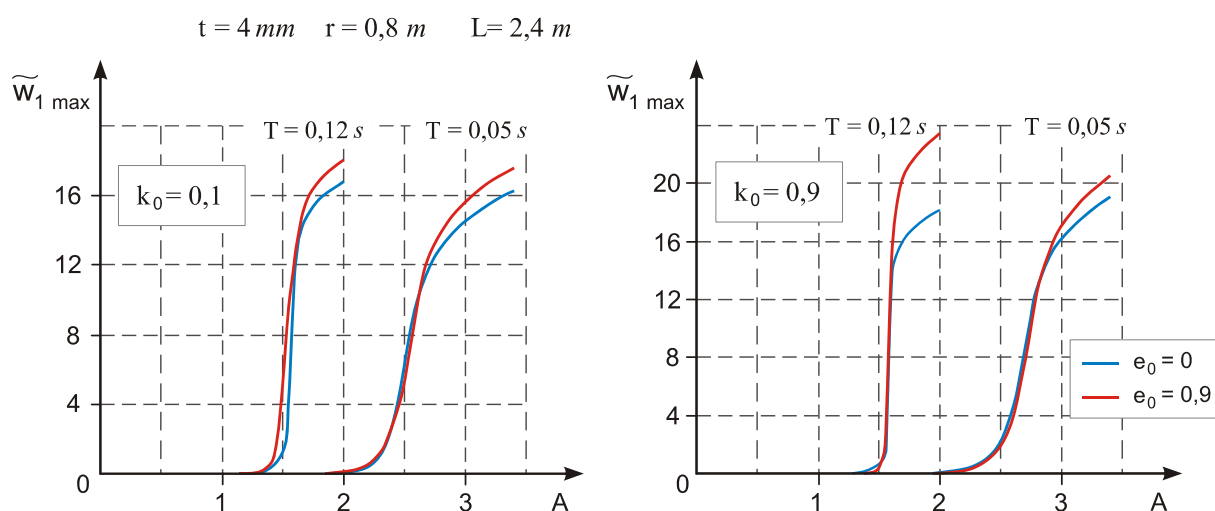 t = 4 mm r = 0,8 m L= 2,4 m
w̃1 max
T = 0,12 s T = 0,05 s
k0 = 0,1
16
12
8
4
0
1 2 3 A
w̃1 max
T = 0,12 s T = 0,05 s
k0 = 0,9
20
16
12
8
4
0
1 2 3 A
e0 = 0
e0 = 0,9